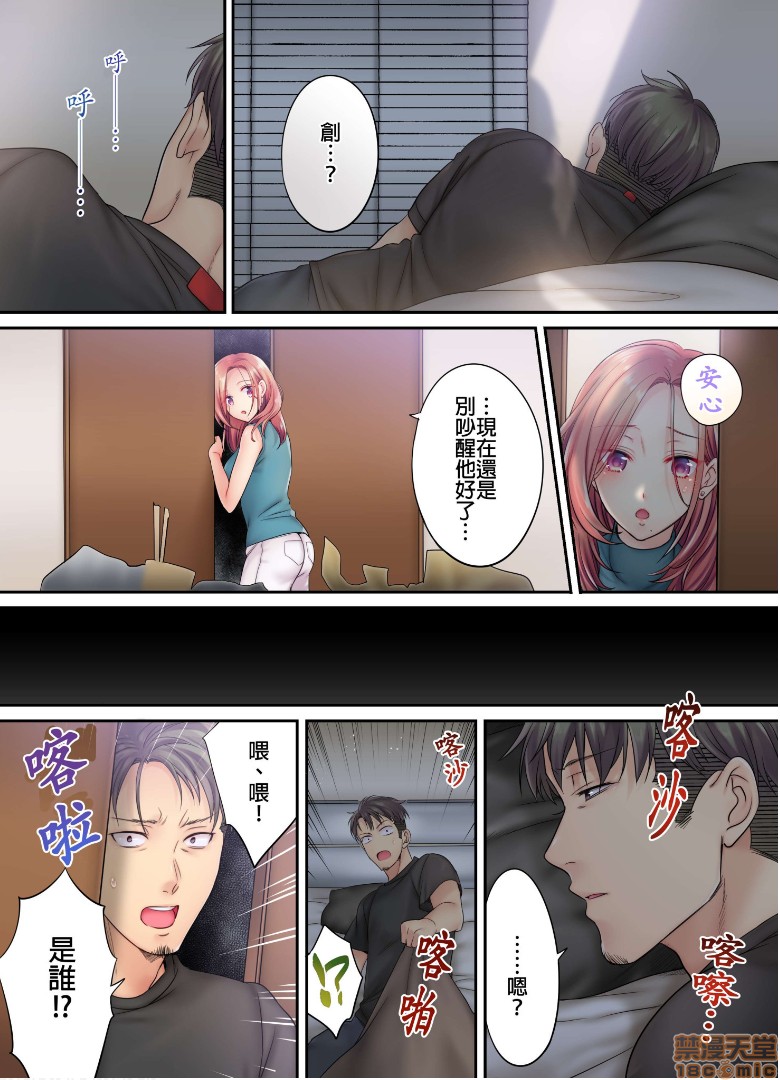 創…?
呼——…
呼——…
安心
…現在還是
別吵醒他好了…
喀沙
喀嚓…
……嗯?
喀沙
喀啪
!?
喂、喂!
喀啦
是誰!?
禁漫天堂
18comic